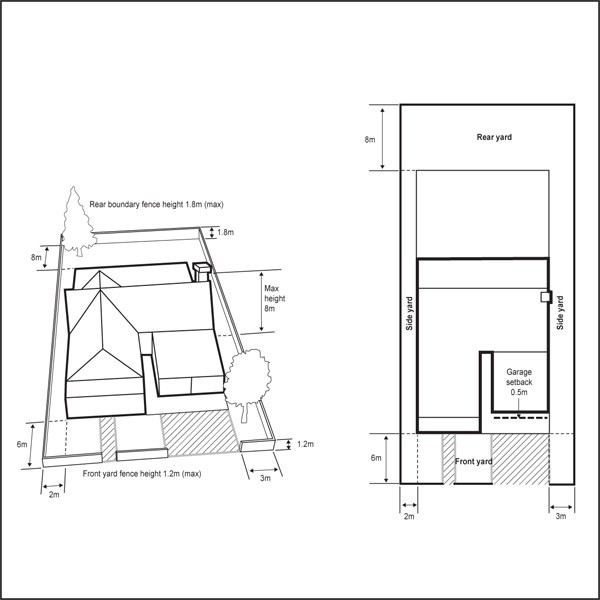 Rear boundary fence height 1.8m (max)
1.8m
8m
Max
height
8m
6m
1.2m
Front yard fence height 1.2m (max)
2m
3m
8m
Rear yard
Side yard
Side yard
Garage
setback
0.5m
6m
Front yard
2m
3m